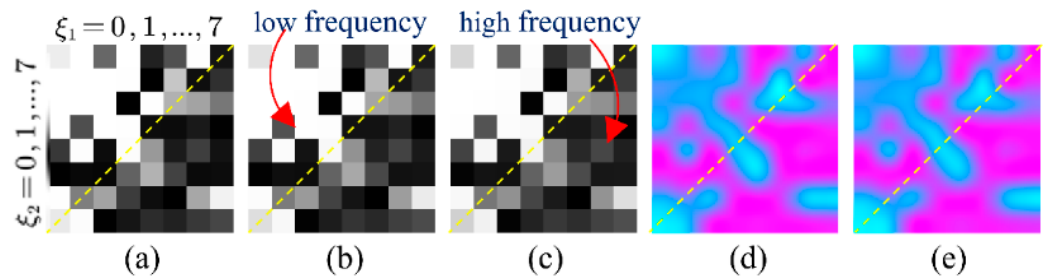 ξ₁ = 0, 1, ..., 7
low frequency
high frequency
ξ₂ = 0, 1, ..., 7
(a) (b) (c) (d) (e)